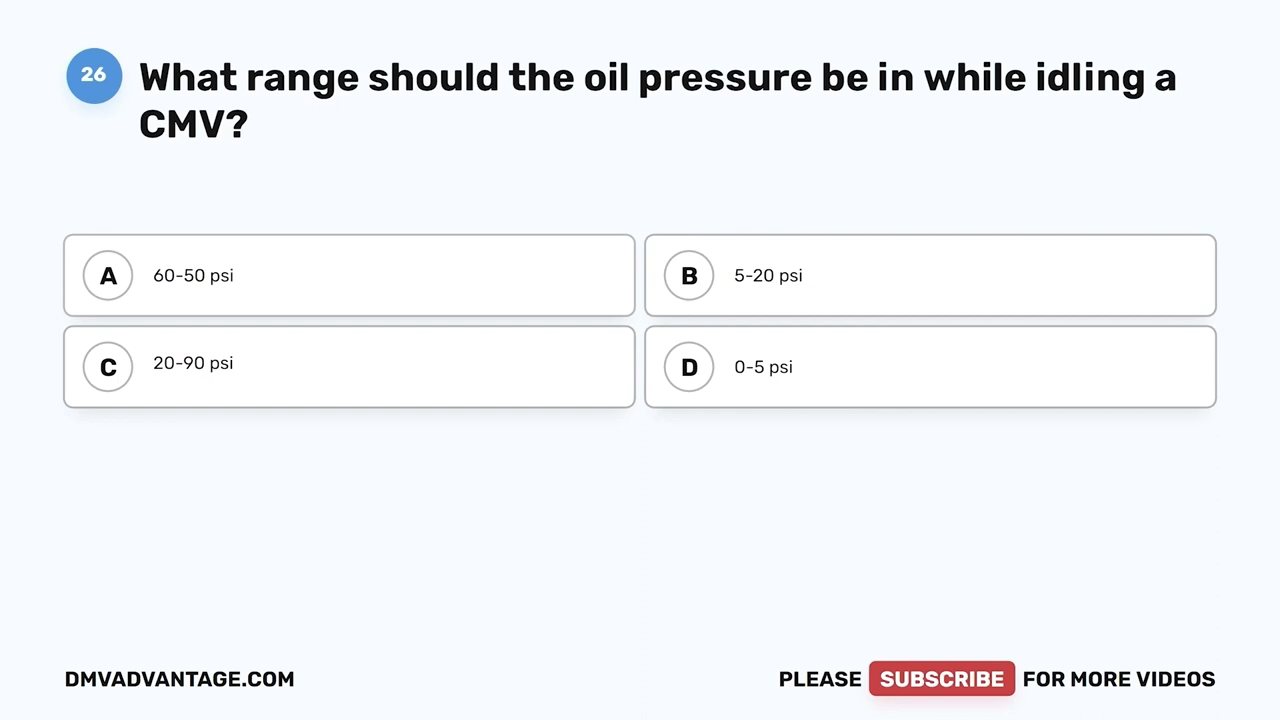 26
What range should the oil pressure be in while idling a
CMV?
A 60-50 psi
B 5-20 psi
C 20-90 psi
D 0-5 psi
DMVADVANTAGE.COM
PLEASE SUBSCRIBE FOR MORE VIDEOS